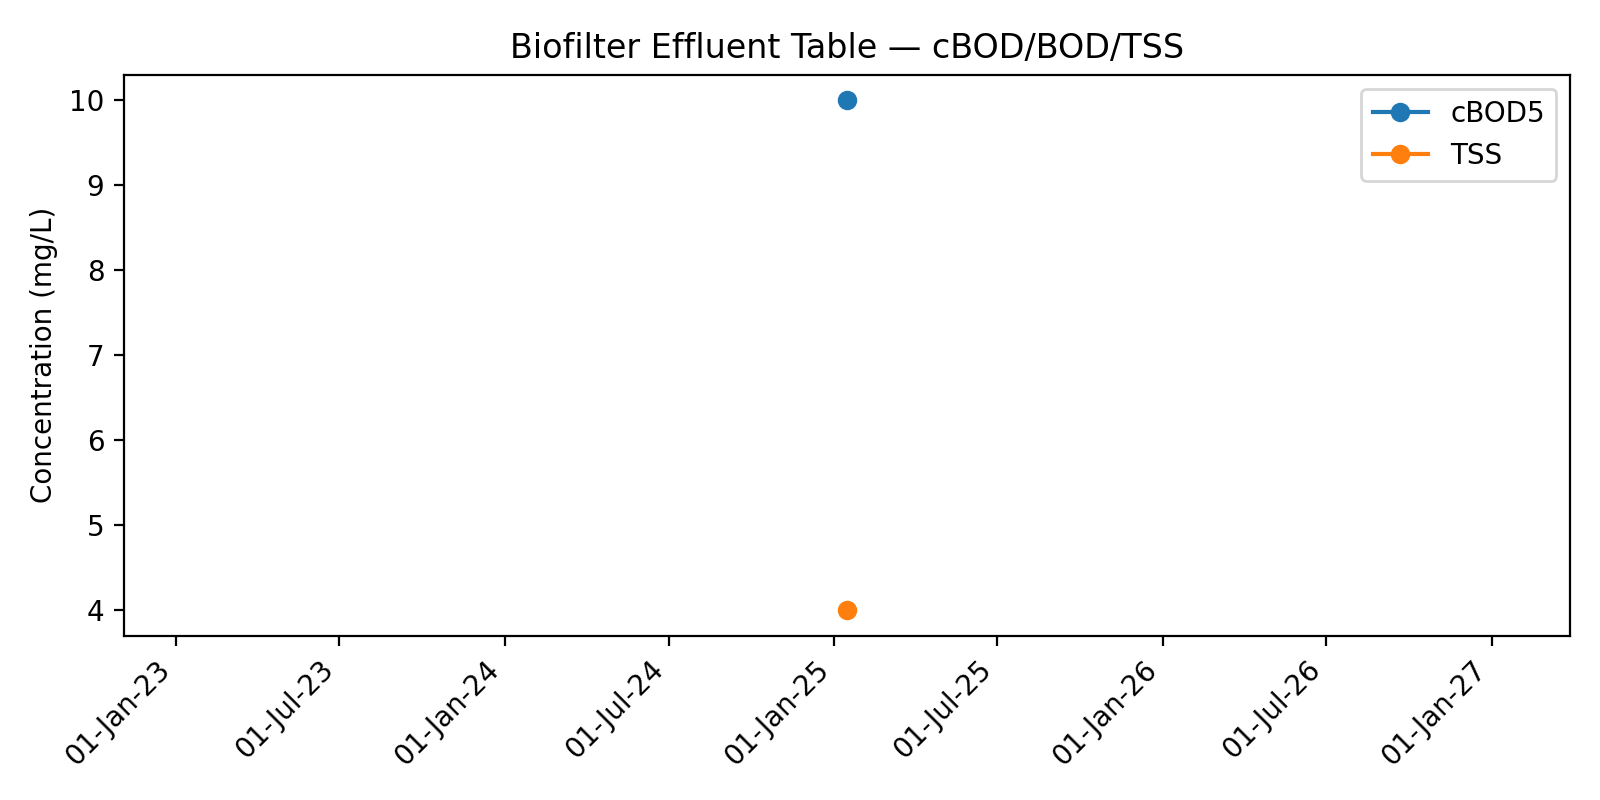 Biofilter Effluent Table — cBOD/BOD/TSS
cBOD5
TSS
Concentration (mg/L)
10
9
8
7
6
5
4
01-Jan-23
01-Jul-23
01-Jan-24
01-Jul-24
01-Jan-25
01-Jul-25
01-Jan-26
01-Jul-26
01-Jan-27